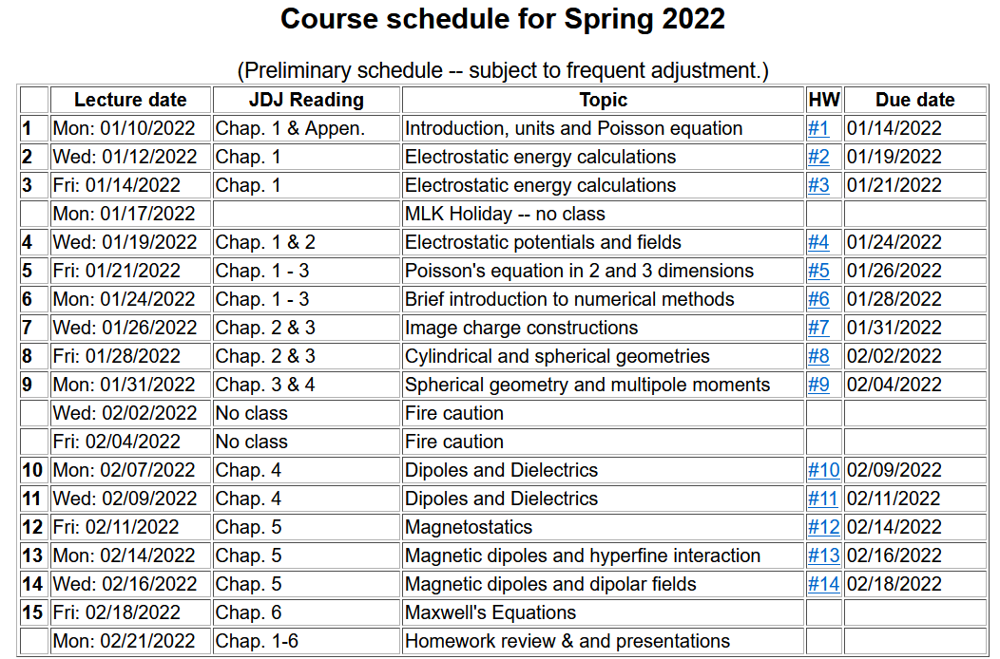 Course schedule for Spring 2022
(Preliminary schedule -- subject to frequent adjustment.)
Lecture date JDJ Reading Topic HW Due date
1 Mon: 01/10/2022 Chap. 1 & Appen. Introduction, units and Poisson equation #1 01/14/2022
2 Wed: 01/12/2022 Chap. 1 Electrostatic energy calculations #2 01/19/2022
3 Fri: 01/14/2022 Chap. 1 Electrostatic energy calculations #3 01/21/2022
Mon: 01/17/2022 MLK Holiday -- no class
4 Wed: 01/19/2022 Chap. 1 & 2 Electrostatic potentials and fields #4 01/24/2022
5 Fri: 01/21/2022 Chap. 1 - 3 Poisson's equation in 2 and 3 dimensions #5 01/26/2022
6 Mon: 01/24/2022 Chap. 1 - 3 Brief introduction to numerical methods #6 01/28/2022
7 Wed: 01/26/2022 Chap. 2 & 3 Image charge constructions #7 01/31/2022
8 Fri: 01/28/2022 Chap. 2 & 3 Cylindrical and spherical geometries #8 02/02/2022
9 Mon: 01/31/2022 Chap. 3 & 4 Spherical geometry and multipole moments #9 02/04/2022
Wed: 02/02/2022 No class Fire caution
Fri: 02/04/2022 No class Fire caution
10 Mon: 02/07/2022 Chap. 4 Dipoles and Dielectrics #10 02/09/2022
11 Wed: 02/09/2022 Chap. 4 Dipoles and Dielectrics #11 02/11/2022
12 Fri: 02/11/2022 Chap. 5 Magnetostatics #12 02/14/2022
13 Mon: 02/14/2022 Chap. 5 Magnetic dipoles and hyperfine interaction #13 02/16/2022
14 Wed: 02/16/2022 Chap. 5 Magnetic dipoles and dipolar fields #14 02/18/2022
15 Fri: 02/18/2022 Chap. 6 Maxwell's Equations
Mon: 02/21/2022 Chap. 1-6 Homework review & and presentations